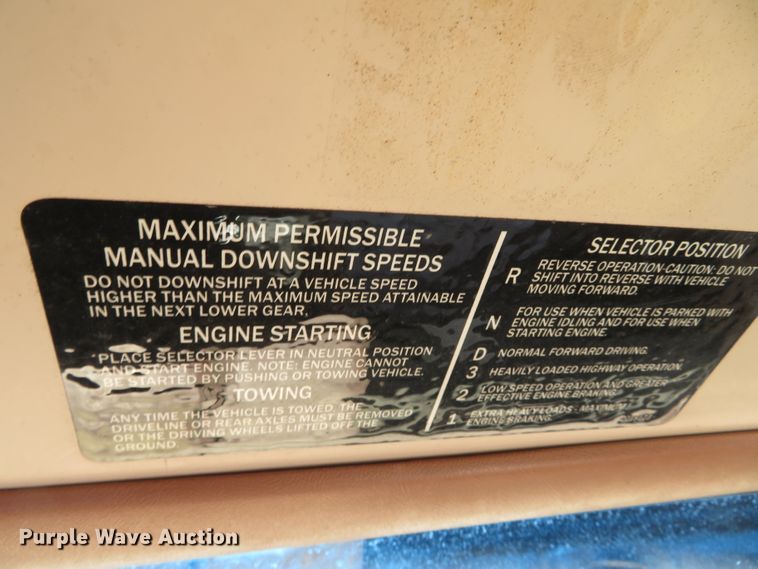 MAXIMUM PERMISSIBLE
MANUAL DOWNSHIFT SPEEDS
DO NOT DOWNSHIFT AT A VEHICLE SPEED
HIGHER THAN THE MAXIMUM SPEED ATTAINABLE
IN THE NEXT LOWER GEAR.
ENGINE STARTING
PLACE SELECTOR LEVER IN NEUTRAL POSITION
AND START ENGINE. NOTE: ENGINE CANNOT
BE STARTED BY PUSHING OR TOWING VEHICLE.
TOWING
ANY TIME THE VEHICLE IS TOWED, THE
DRIVELINE OR REAR AXLES MUST BE REMOVED
OR THE DRIVING WHEELS LIFTED OFF THE
GROUND.
SELECTOR POSITION
R REVERSE OPERATION-CAUTION: DO NOT
SHIFT INTO REVERSE WITH VEHICLE
MOVING FORWARD.
N FOR USE WHEN VEHICLE IS PARKED WITH
ENGINE IDLING AND FOR USE WHEN
STARTING ENGINE.
D NORMAL FORWARD DRIVING.
3 HEAVILY LOADED HIGHWAY OPERATION.
2 LOW SPEED OPERATION AND GREATER
EFFECTIVE ENGINE BRAKING.
1 EXTRA HEAVY LOADS - MAXIMUM
ENGINE BRAKING.
Purple Wave Auction